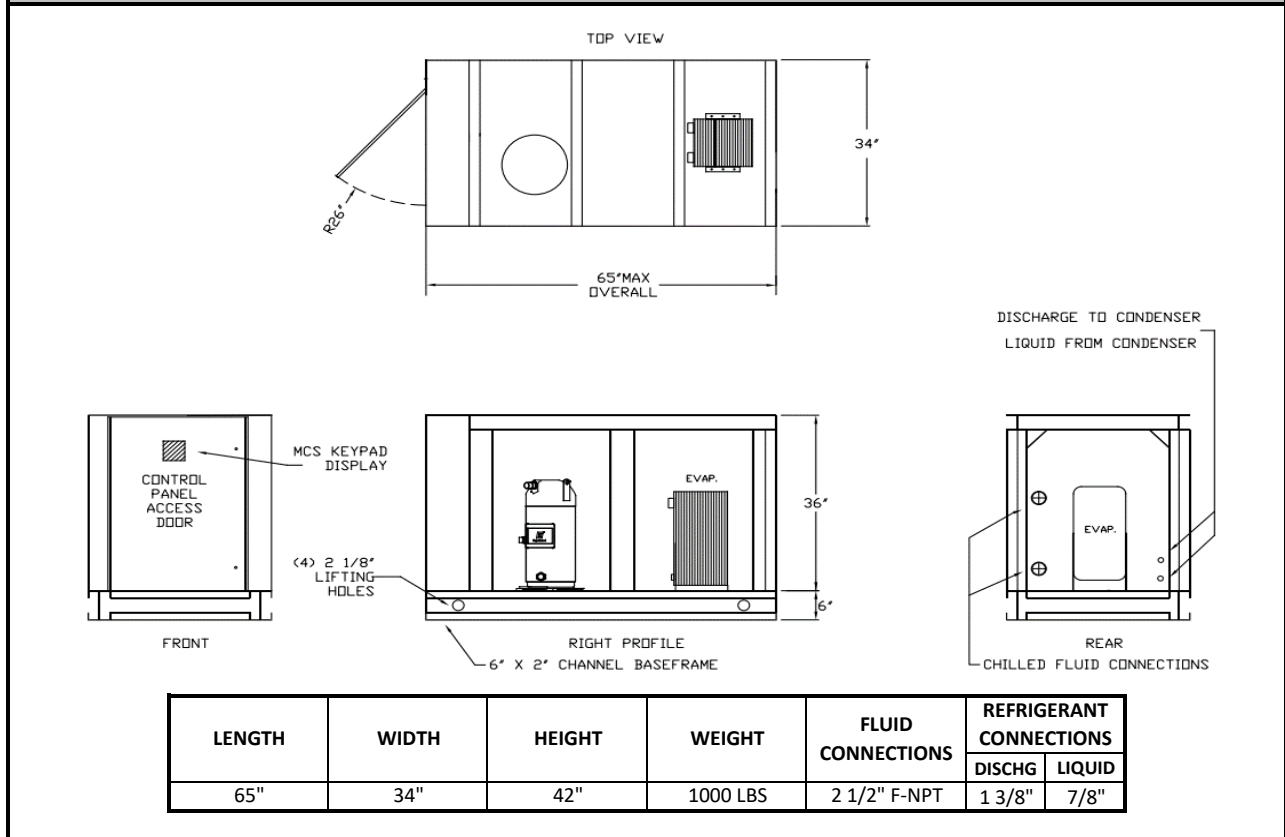 TOP VIEW
34"
R26"
65"MAX
OVERALL
DISCHARGE TO CONDENSER
LIQUID FROM CONDENSER
MCS KEYPAD
DISPLAY
CONTROL
PANEL
ACCESS
DOOR
EVAP.
36"
EVAP.
(4) 2 1/8"
LIFTING
HOLES
6"
FRONT
RIGHT PROFILE
REAR
6" X 2" CHANNEL BASEFRAME
CHILLED FLUID CONNECTIONS
LENGTH WIDTH HEIGHT WEIGHT FLUID CONNECTIONS REFRIGERANT CONNECTIONS
DISCHG LIQUID
65" 34" 42" 1000 LBS 2 1/2" F-NPT 1 3/8" 7/8"